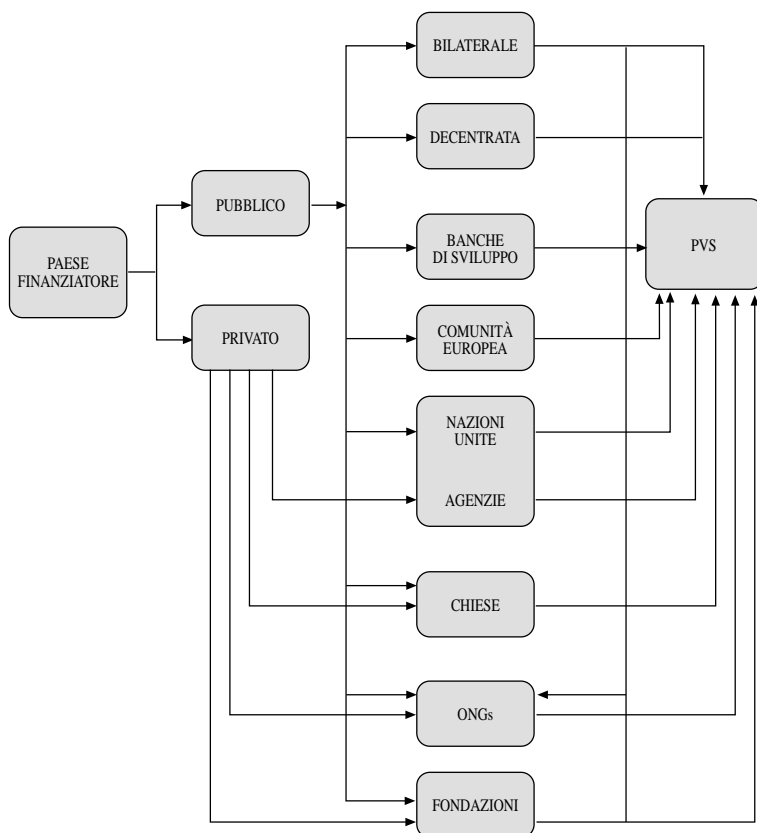 PAESE
FINANZIATORE
PUBBLICO
PRIVATO
BILATERALE
DECENTRATA
BANCHE
DI SVILUPPO
COMUNITÀ
EUROPEA
NAZIONI
UNITE
AGENZIE
CHIESE
ONGs
FONDAZIONI
PVS